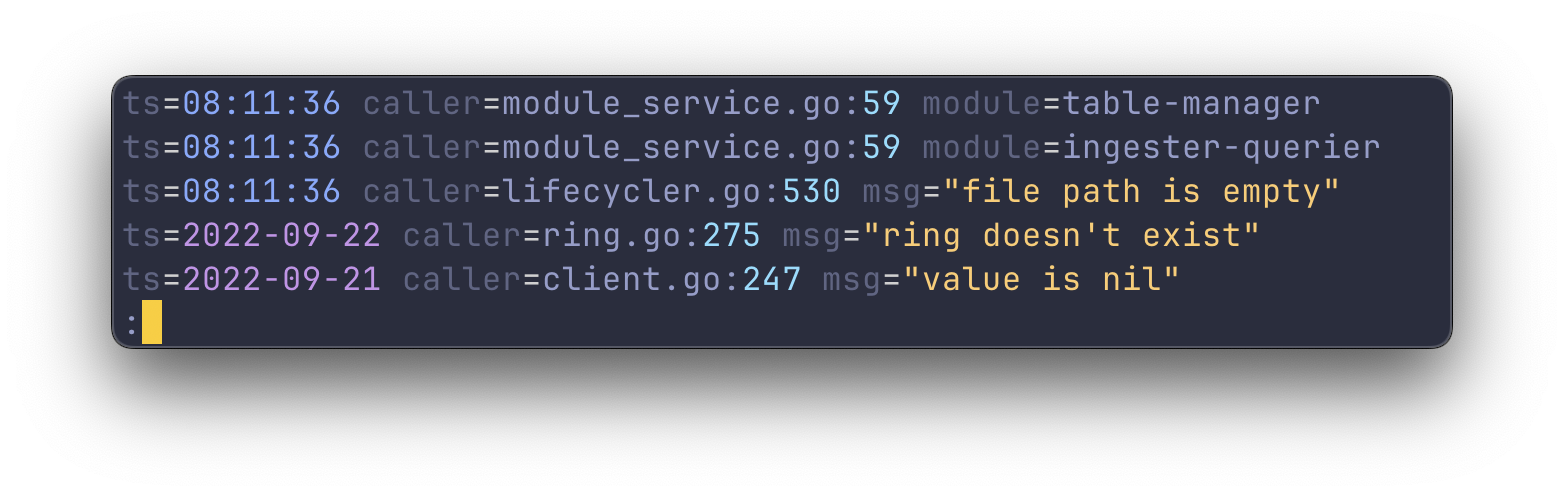 ts=08:11:36 caller=module_service.go:59 module=table-manager
ts=08:11:36 caller=module_service.go:59 module=ingester-querier
ts=08:11:36 caller=lifecycler.go:530 msg="file path is empty"
ts=2022-09-22 caller=ring.go:275 msg="ring doesn't exist"
ts=2022-09-21 caller=client.go:247 msg="value is nil"
: